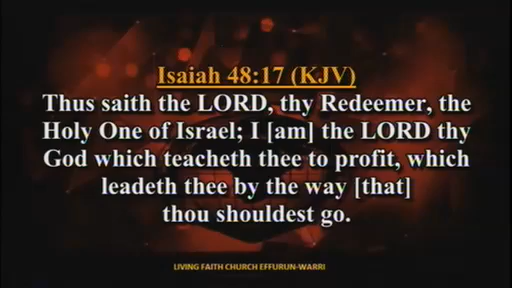 Isaiah 48:17 (KJV)
Thus saith the LORD, thy Redeemer, the
Holy One of Israel; I [am] the LORD thy
God which teacheth thee to profit, which
leadeth thee by the way [that]
thou shouldest go.
LIVING FAITH CHURCH EFFURUN-WARRI